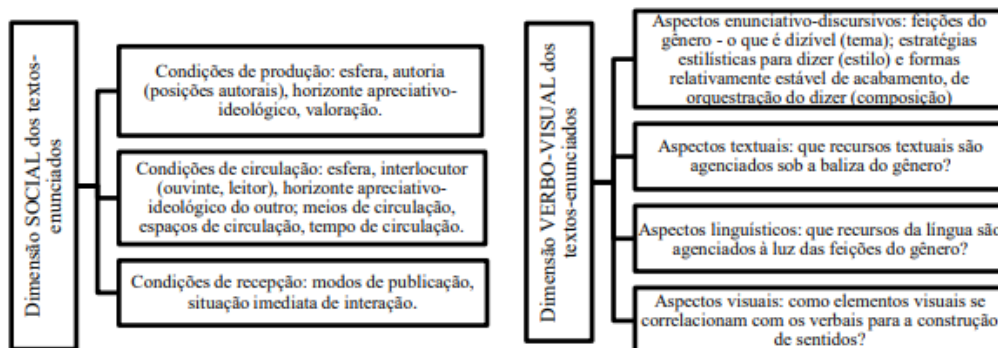 Dimensão SOCIAL dos textos-
enunciados
Condições de produção: esfera, autoria
(posições autorais), horizonte apreciativo-
ideológico, valoração.
Condições de circulação: esfera, interlocutor
(ouvinte, leitor), horizonte apreciativo-
ideológico do outro; meios de circulação,
espaços de circulação, tempo de circulação.
Condições de recepção: modos de publicação,
situação imediata de interação.
Dimensão VERBO-VISUAL dos
textos-enunciados
Aspectos enunciativo-discursivos: feições do
gênero - o que é dizível (tema); estratégias
estilísticas para dizer (estilo) e formas
relativamente estável de acabamento, de
orquestração do dizer (composição)
Aspectos textuais: que recursos textuais são
agenciados sob a baliza do gênero?
Aspectos linguísticos: que recursos da língua são
agenciados à luz das feições do gênero?
Aspectos visuais: como elementos visuais se
correlacionam com os verbais para a construção
de sentidos?